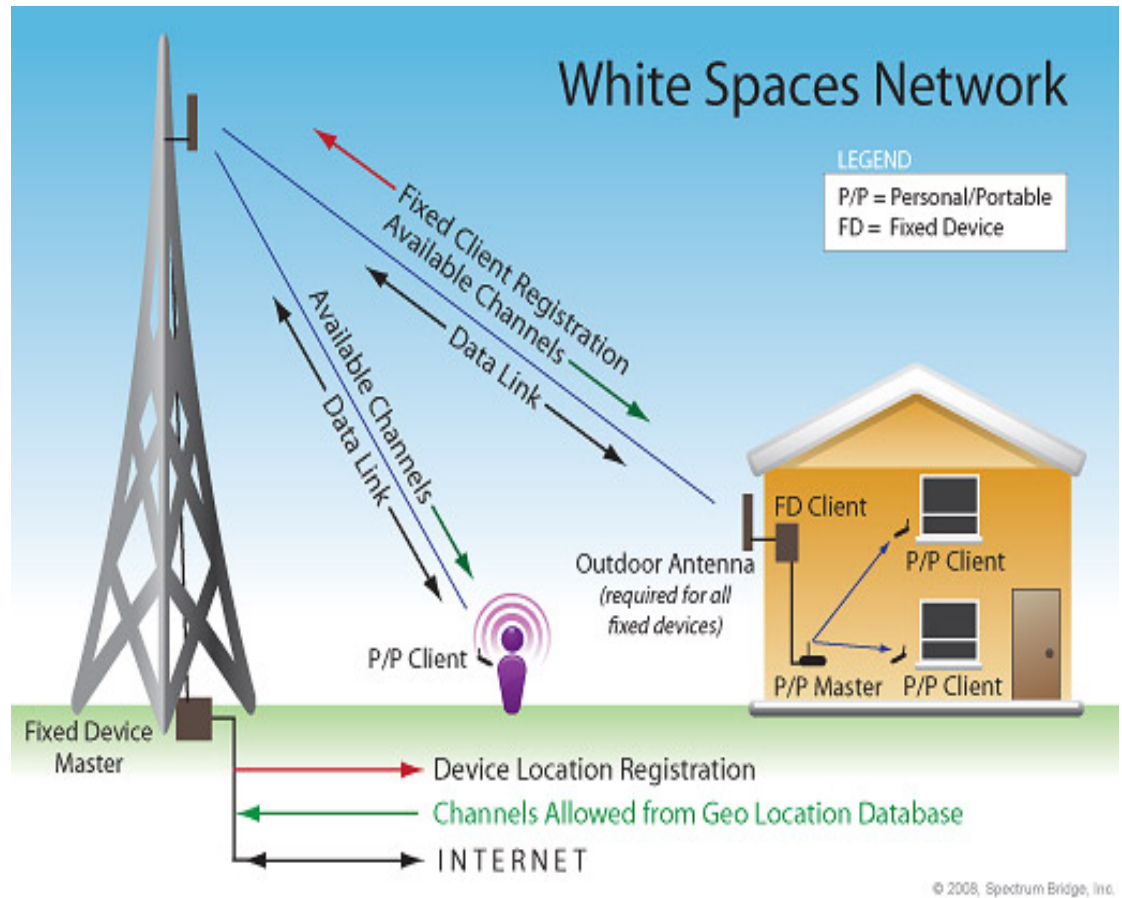 White Spaces Network
LEGEND
P/P = Personal/Portable
FD = Fixed Device
Fixed Client Registration
Available Channels
Data Link
Available Channels
Data Link
FD Client
P/P Client
Outdoor Antenna
(required for all
fixed devices)
P/P Client
P/P Master
P/P Client
Fixed Device
Master
Device Location Registration
Channels Allowed from Geo Location Database
INTERNET
© 2008, Spectrum Bridge, Inc.